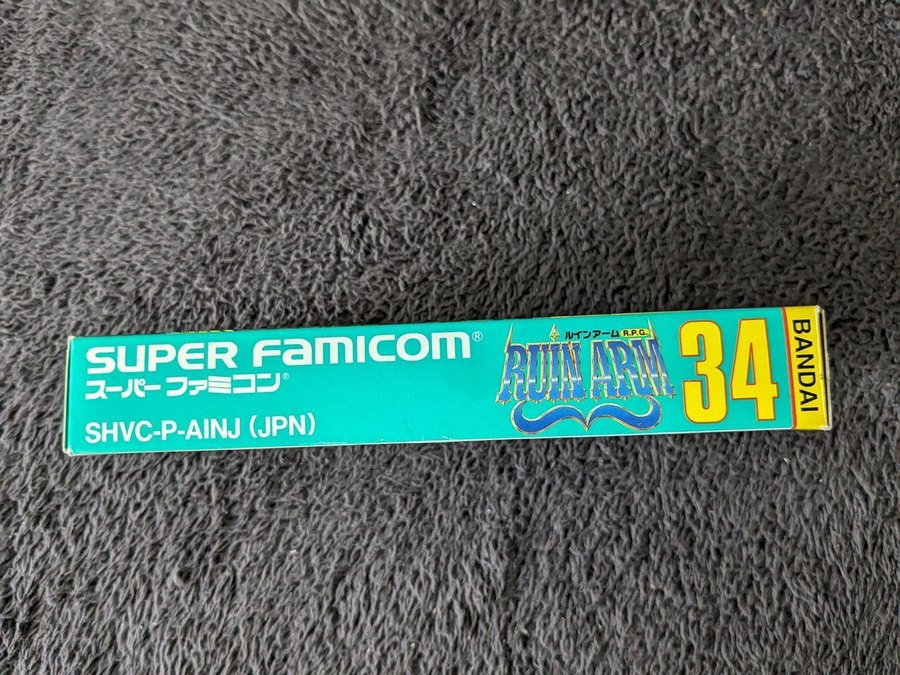 SUPER FAMICOM®
スーパーファミコン®
SHVC-P-AINJ (JPN)
ルインアーム R.P.G.
RUIN ARM
34
BANDAI